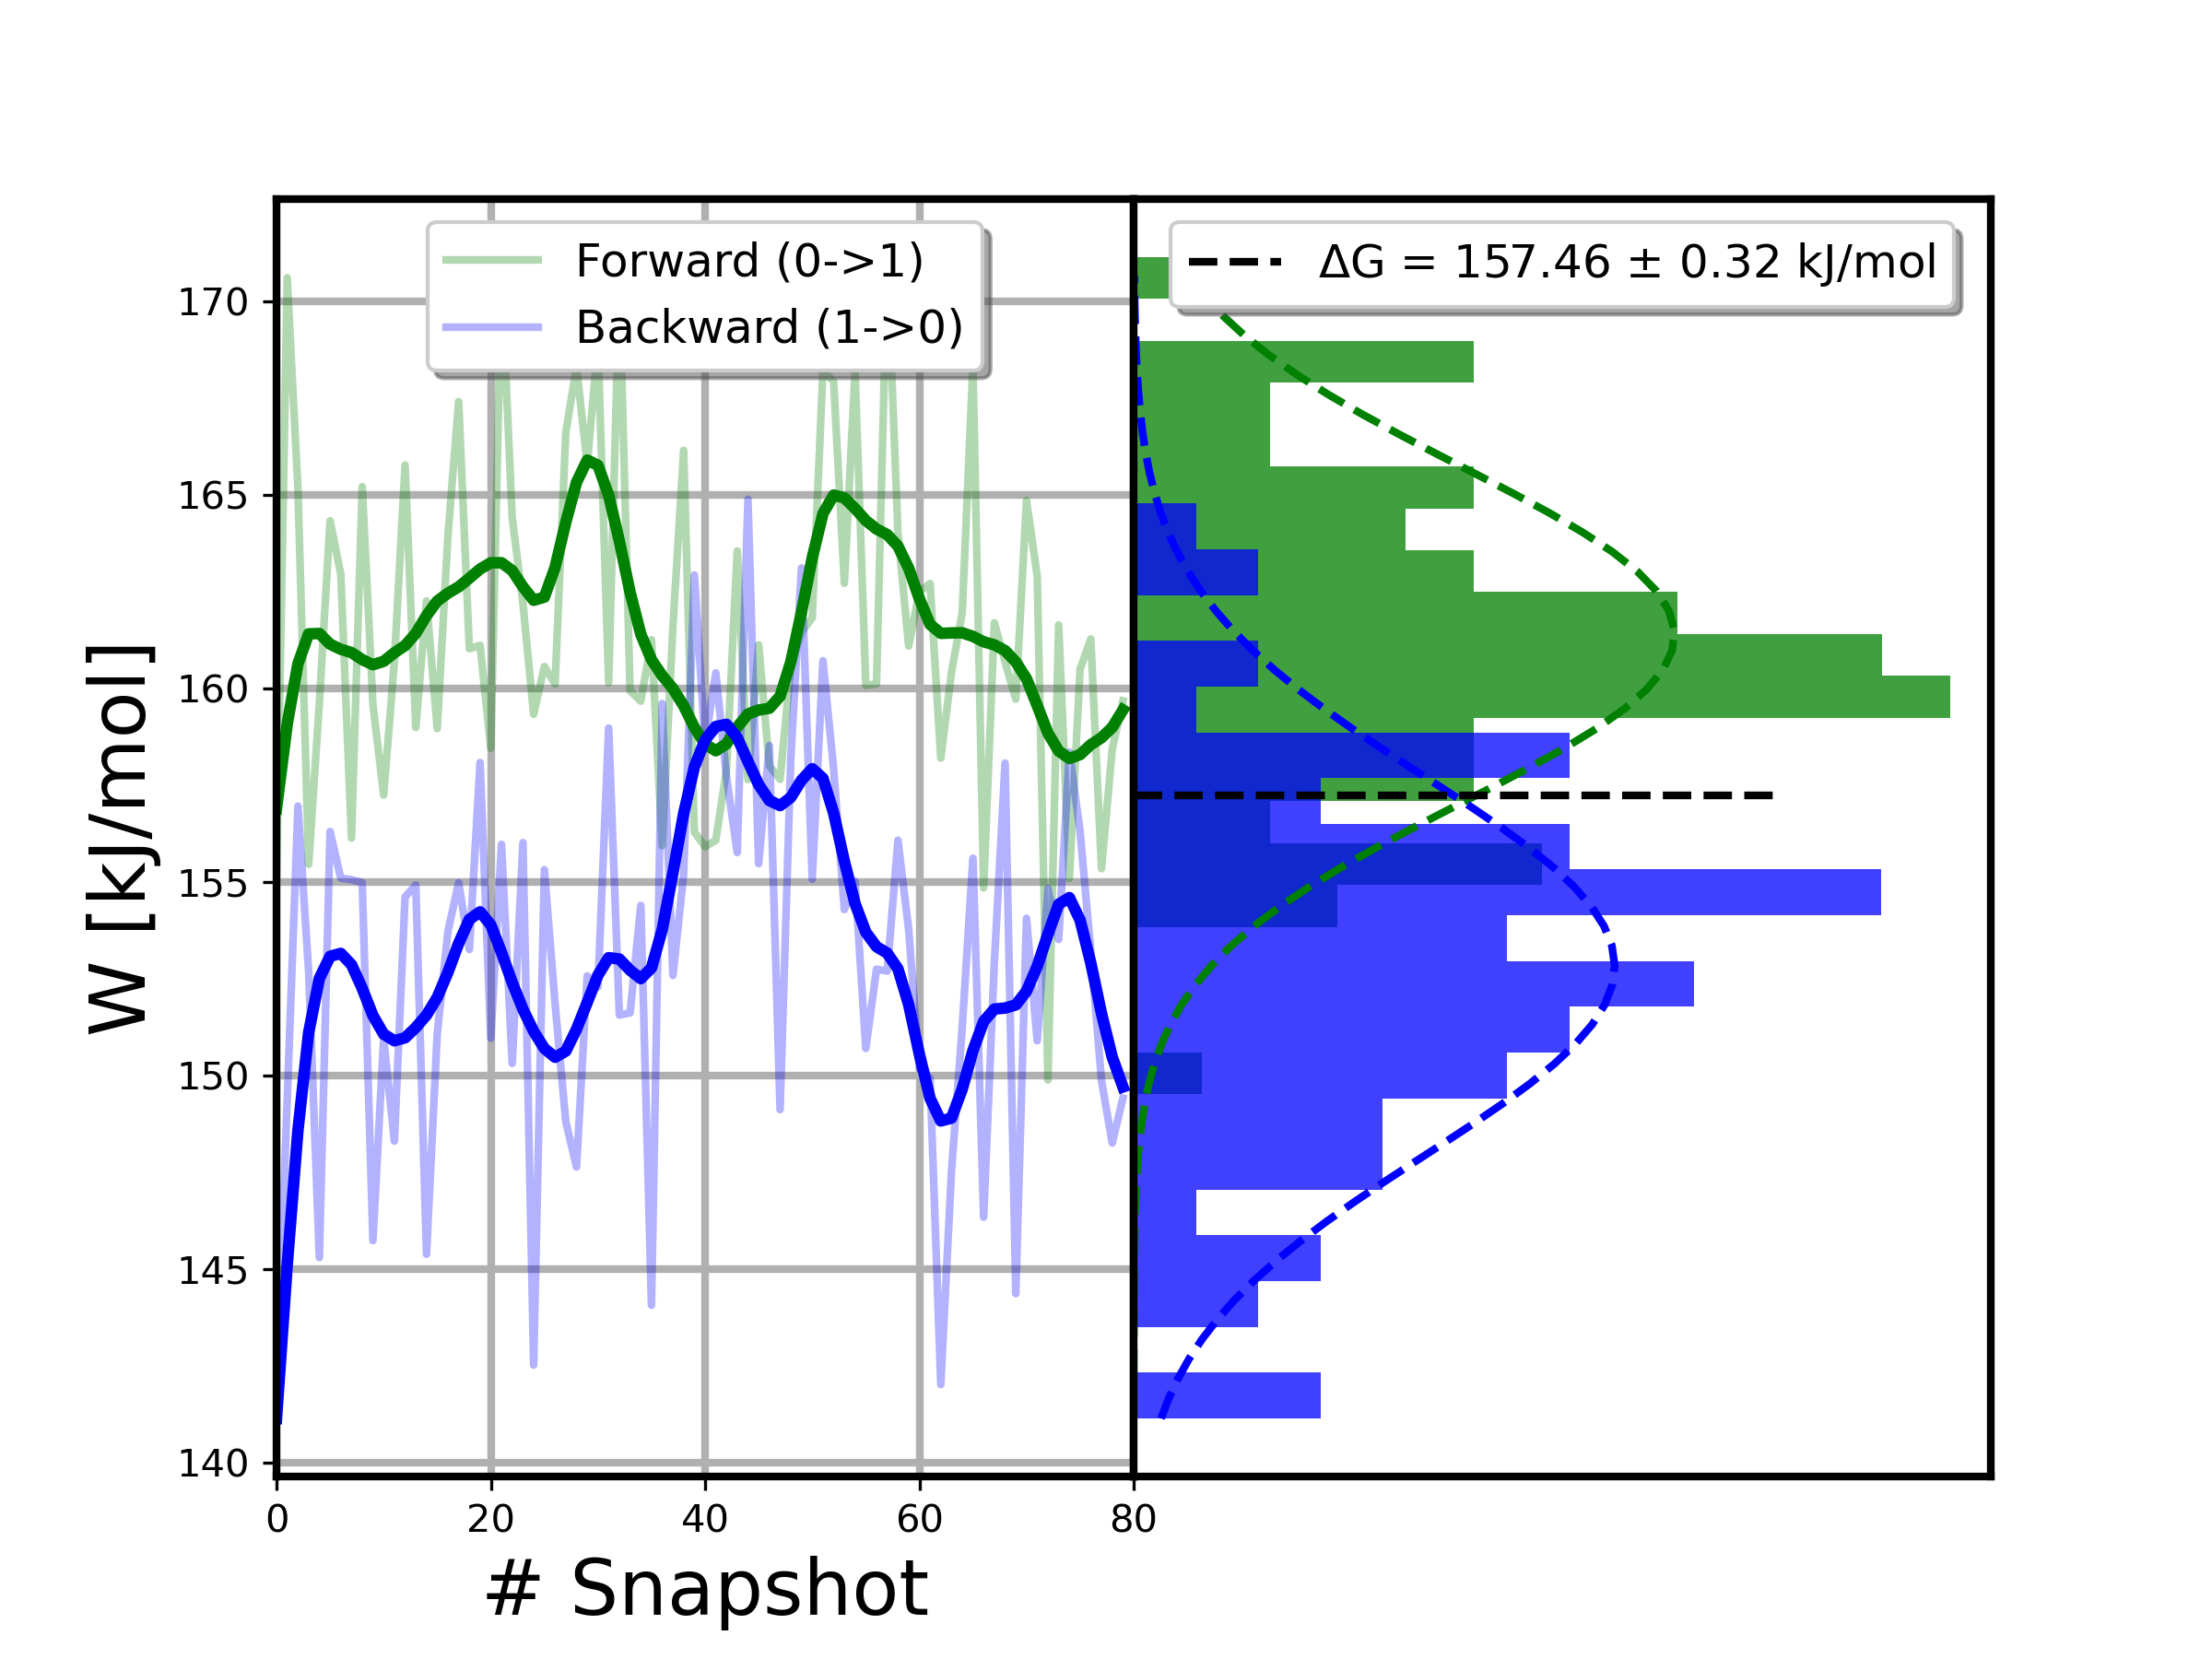 Forward (0->1)
Backward (1->0)
ΔG = 157.46 ± 0.32 kJ/mol
170
165
160
155
150
145
140
W [kJ/mol]
0
20
40
60
80
# Snapshot